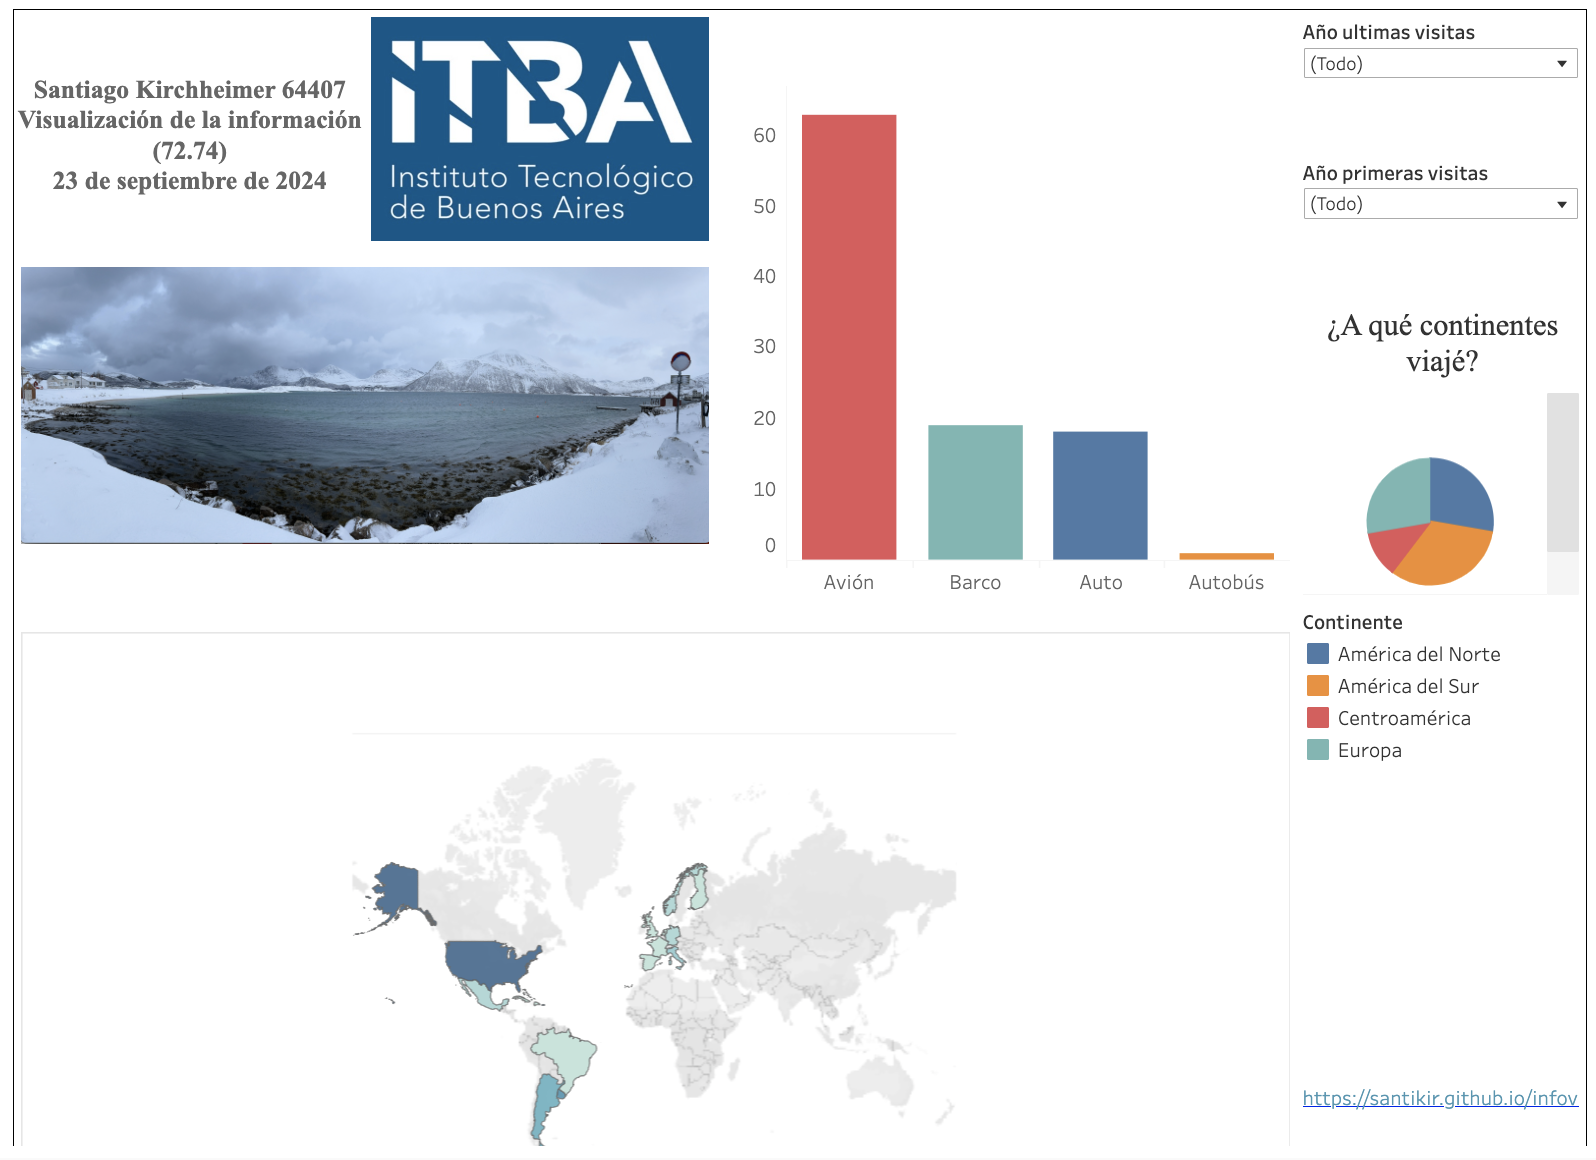 Santiago Kirchheimer 64407
Visualización de la información
(72.74)
23 de septiembre de 2024
ITBA
Instituto Tecnológico
de Buenos Aires
60
50
40
30
20
10
0
Avión
Barco
Auto
Autobús
Año ultimas visitas
(Todo)
Año primeras visitas
(Todo)
¿A qué continentes
viajé?
Continente
América del Norte
América del Sur
Centroamérica
Europa
https://santikir.github.io/infov